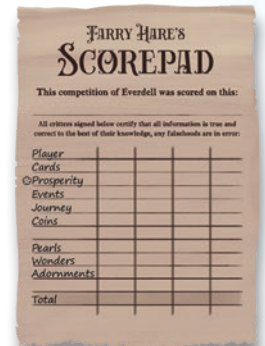 Farry Hare's
Scorepad
This competition of Everdell was scored on this:
All critters signed below certify that all information is true and
correct to the best of their knowledge, any falsehoods are in error:
Player
Cards
Prosperity
Events
Journey
Coins
Pearls
Wonders
Adornments
Total